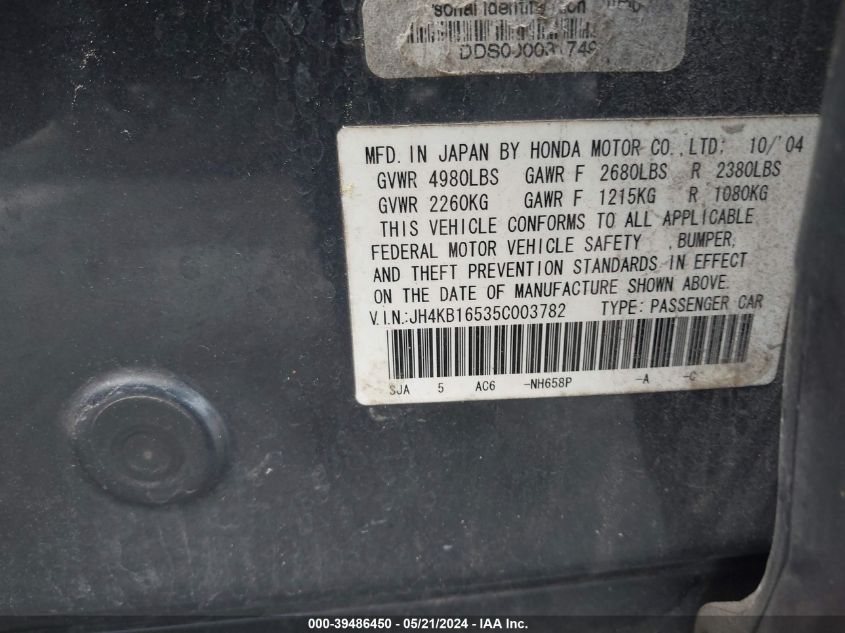 sonal Identif
DDS0J003 749
MFD. IN JAPAN BY HONDA MOTOR CO.,LTD. 10/'04
GVWR 4980LBS GAWR F 2680LBS R 2380LBS
GVWR 2260KG GAWR F 1215KG R 1080KG
THIS VEHICLE CONFORMS TO ALL APPLICABLE
FEDERAL MOTOR VEHICLE SAFETY , BUMPER,
AND THEFT PREVENTION STANDARDS IN EFFECT
ON THE DATE OF MANUFACTURE SHOWN ABOVE.
V.I.N.:JH4KB16535C003782 TYPE: PASSENGER CAR
SJA 5 AC6 -NH658P -A -C-
000-39486450 - 05/21/2024 - IAA Inc.